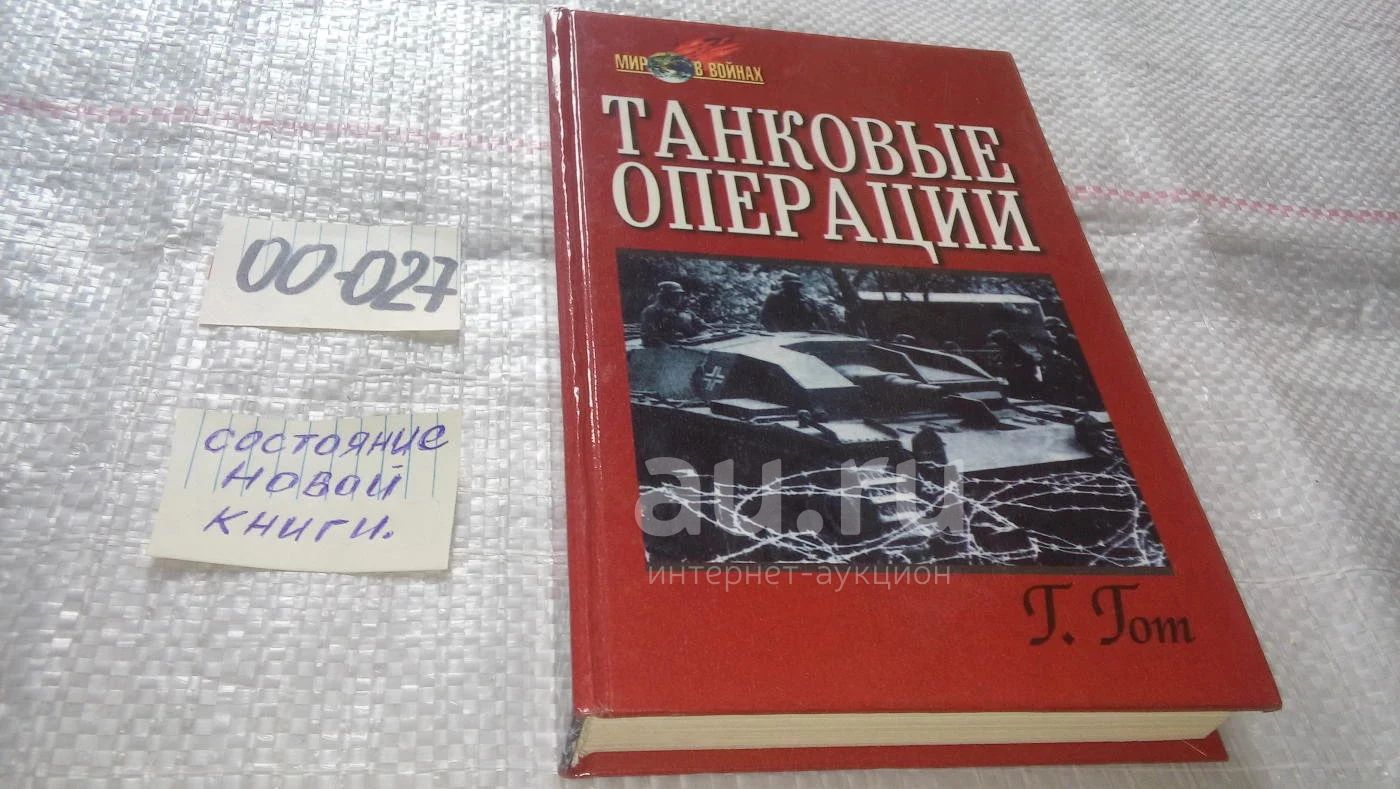 МИР В ВОЙНАХ
ТАНКОВЫЕ
ОПЕРАЦИИ
Г. Гот
00-027
состояние
новой
книги.
au.ru
интернет-аукцион